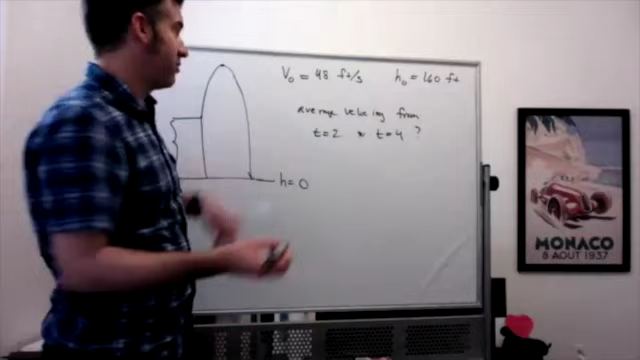 V₀ = 48 ft/s h₀ = 160 ft
average velocity from
t=2 to t=4 ?
h=0
MONACO
8 AOUT 1937